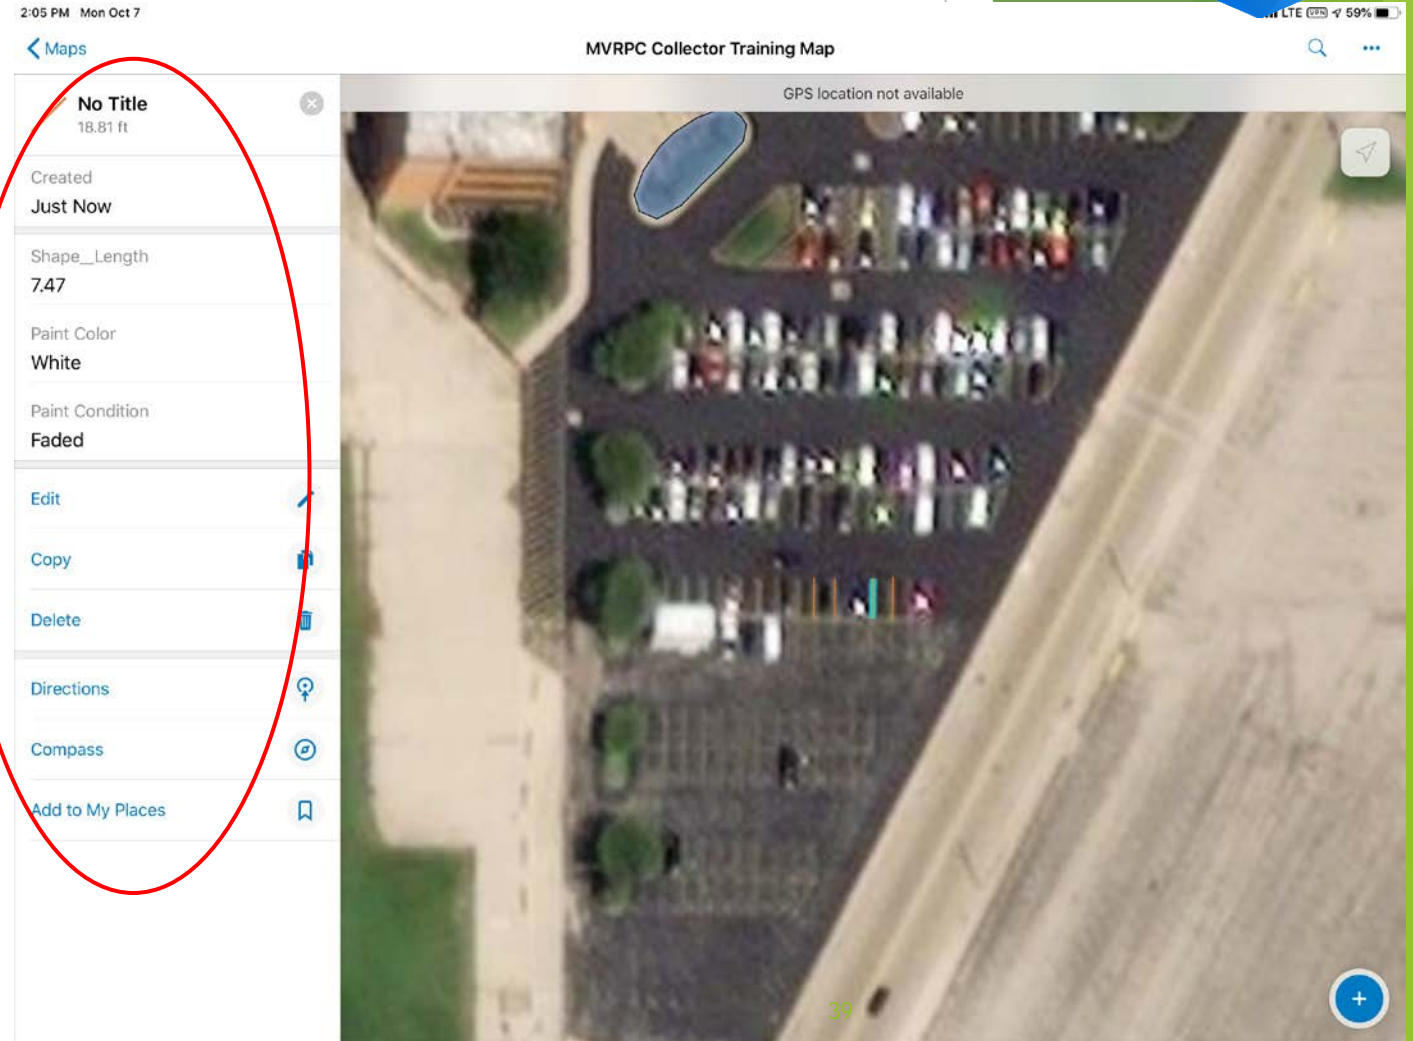 2:05 PM Mon Oct 7
LTE VPN 59%
Maps
MVRPC Collector Training Map
GPS location not available
No Title
18.81 ft
Created
Just Now
Shape__Length
7.47
Paint Color
White
Paint Condition
Faded
Edit
Copy
Delete
Directions
Compass
Add to My Places
39